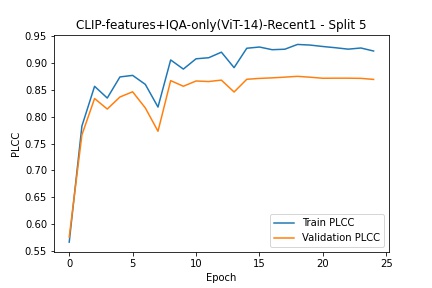 CLIP-features+IQA-only(ViT-14)-Recent1 - Split 5
0.95
0.90
0.85
0.80
0.75
0.70
0.65
0.60
0.55
PLCC
Train PLCC
Validation PLCC
0 5 10 15 20 25
Epoch